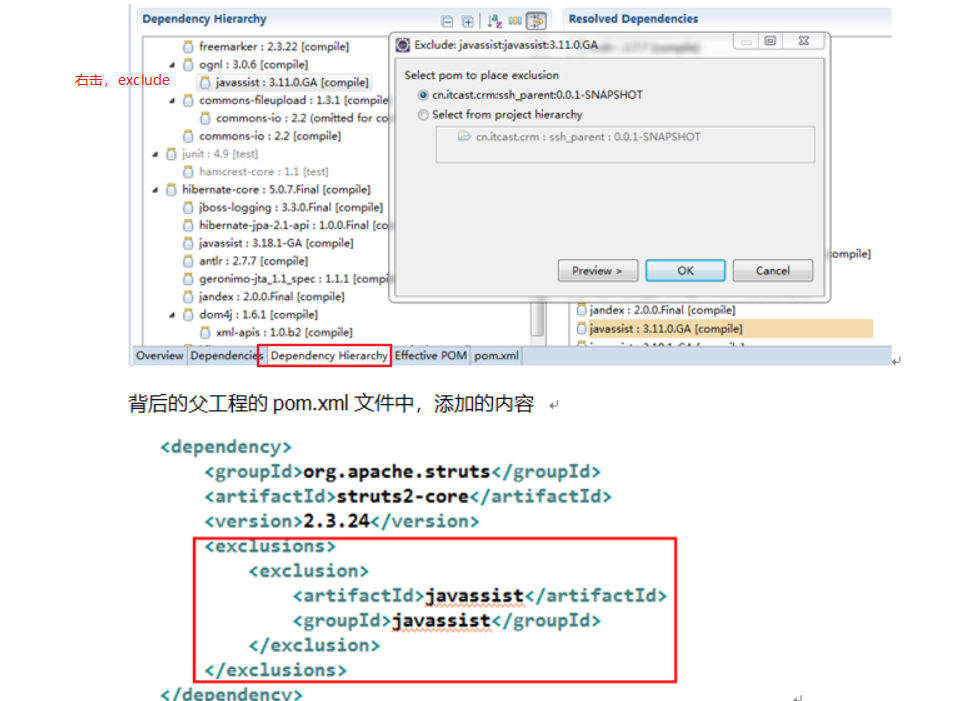 Dependency Hierarchy
Resolved Dependencies
freemarker : 2.3.22 [compile]
Exclude: javassist:javassist:3.11.0.GA
ognl : 3.0.6 [compile]
右击，exclude
javassist : 3.11.0.GA [compile]
Select pom to place exclusion
commons-fileupload : 1.3.1 [compile
cn.itcast.crm:ssh_parent:0.0.1-SNAPSHOT
commons-io : 2.2 (omitted for co
Select from project hierarchy
commons-io : 2.2 [compile]
cn.itcast.crm : ssh_parent : 0.0.1-SNAPSHOT
junit : 4.9 [test]
hamcrest-core : 1.1 [test]
hibernate-core : 5.0.7.Final [compile]
jboss-logging : 3.3.0.Final [compile]
hibernate-jpa-2.1-api : 1.0.0.Final [co
javassist : 3.18.1-GA [compile]
ompile]
antlr : 2.7.7 [compile]
geronimo-jta_1.1_spec : 1.1.1 [compi
Preview >
OK
Cancel
jandex : 2.0.0.Final [compile]
dom4j : 1.6.1 [compile]
jandex : 2.0.0.Final [compile]
xml-apis : 1.0.b2 [compile]
javassist : 3.11.0.GA [compile]
Overview
Dependencies
Dependency Hierarchy
Effective POM
pom.xml
背后的父工程的 pom.xml 文件中，添加的内容
<dependency>
<groupId>org.apache.struts</groupId>
<artifactId>struts2-core</artifactId>
<version>2.3.24</version>
<exclusions>
<exclusion>
<artifactId>javassist</artifactId>
<groupId>javassist</groupId>
</exclusion>
</exclusions>
</dependency>